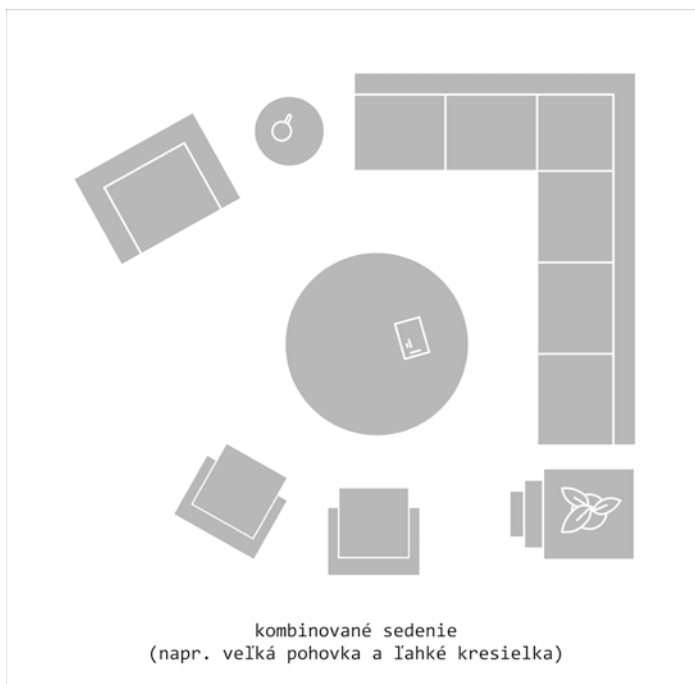 kombinované sedenie
(napr. veľká pohovka a ľahké kresielka)